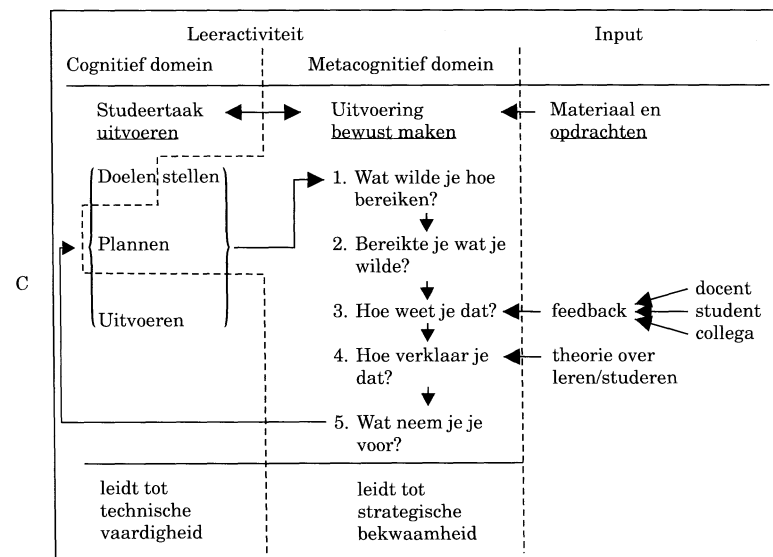 Leeractiviteit
Input
Cognitief domein
Metacognitief domein
Studeertaak
uitvoeren
Uitvoering
bewust maken
Materiaal en
opdrachten
Doelen stellen
Plannen
Uitvoeren
1. Wat wilde je hoe
bereiken?
2. Bereikte je wat je
wilde?
3. Hoe weet je dat?
4. Hoe verklaar je
dat?
5. Wat neem je je
voor?
feedback
docent
student
collega
theorie over
leren/studeren
C
leidt tot
technische
vaardigheid
leidt tot
strategische
bekwaamheid